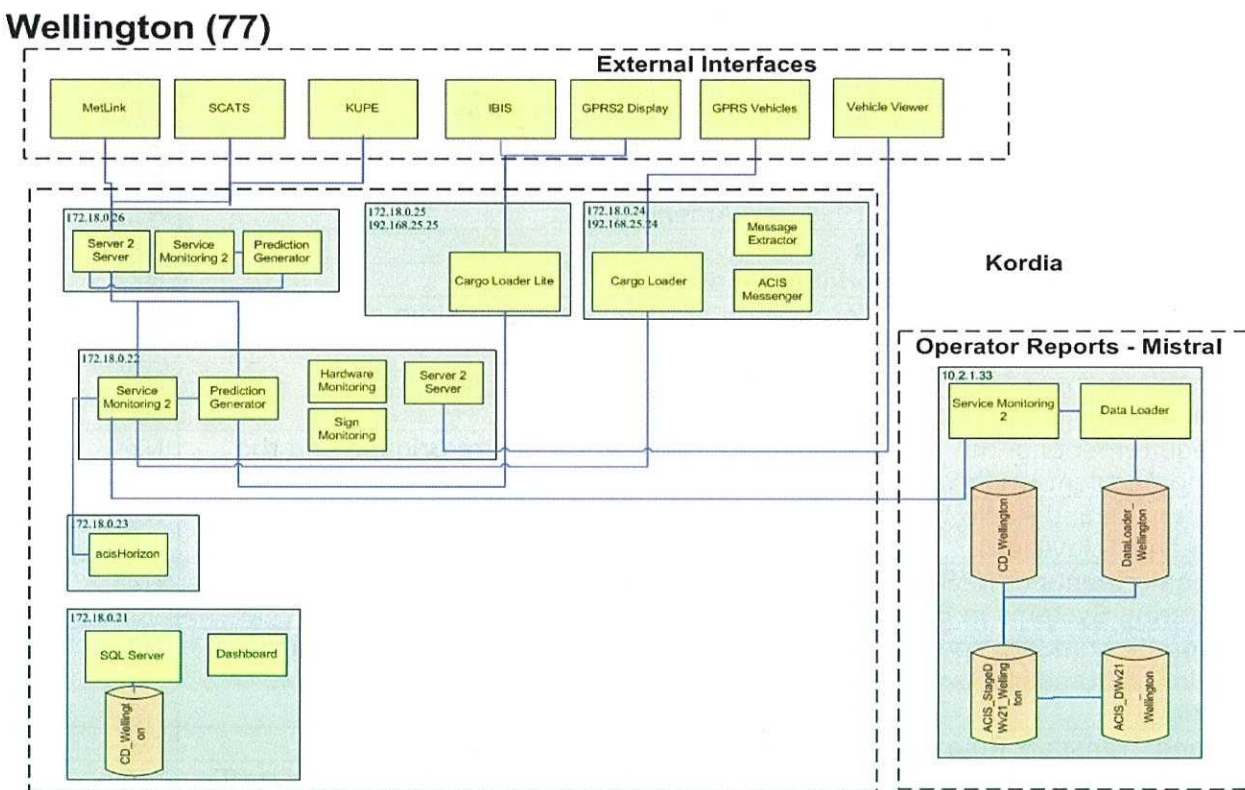 Wellington (77)
External Interfaces
MetLink
SCATS
KUPE
IBIS
GPRS2 Display
GPRS Vehicles
Vehicle Viewer
172.18.0.26
Server 2
Server
Service
Monitoring 2
Prediction
Generator
172.18.0.25
192.168.25.25
Cargo Loader Lite
172.18.0.24
192.168.25.24
Cargo Loader
Message
Extractor
ACIS
Messenger
Kordia
172.18.0.22
Service
Monitoring 2
Prediction
Generator
Hardware
Monitoring
Sign
Monitoring
Server 2
Server
Operator Reports - Mistral
10.2.1.33
Service Monitoring
2
Data Loader
CD_Wellington
DataLoader_
Wellington
ACIS_StageD
Wv21_Welling
ton
ACIS_DWv21
_
Wellington
172.18.0.23
acisHorizon
172.18.0.21
SQL Server
Dashboard
CD_Wellingt
on